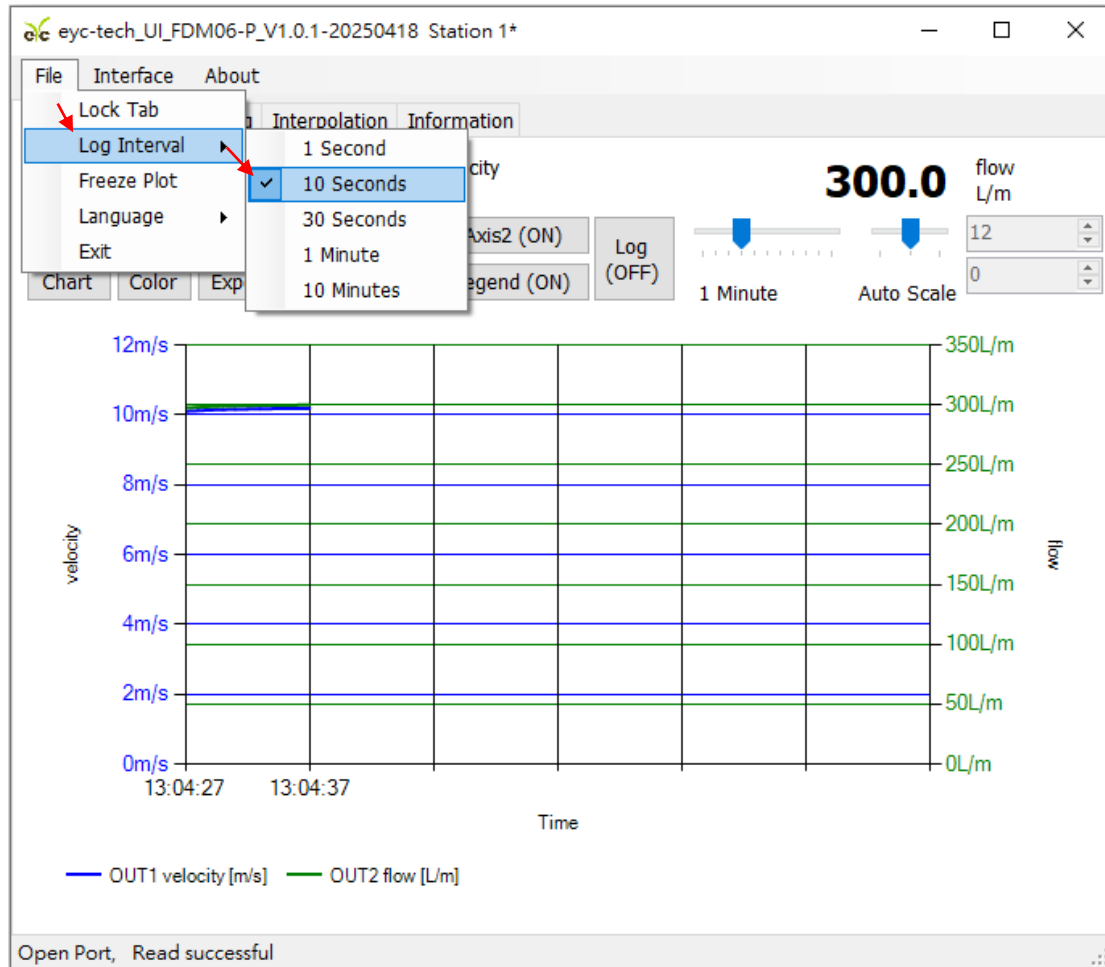 eyc-tech_UI_FDM06-P_V1.0.1-20250418 Station 1*
File Interface About
Lock Tab
Log Interval
Freeze Plot
Language
Exit
1 Second
10 Seconds
30 Seconds
1 Minute
10 Minutes
Interpolation Information
300.0
flow
L/m
12
0
(ON)
(ON)
Log
(OFF)
1 Minute
Auto Scale
Chart Color
12m/s
10m/s
8m/s
6m/s
4m/s
2m/s
0m/s
velocity
350L/m
300L/m
250L/m
200L/m
150L/m
100L/m
50L/m
0L/m
flow
13:04:27 13:04:37
Time
OUT1 velocity [m/s] OUT2 flow [L/m]
Open Port, Read successful